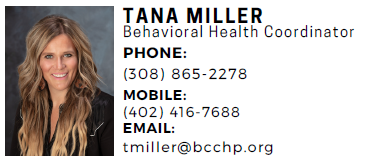 TANA MILLER
Behavioral Health Coordinator
PHONE:
(308) 865-2278
MOBILE:
(402) 416-7688
EMAIL:
tmiller@bcchp.org